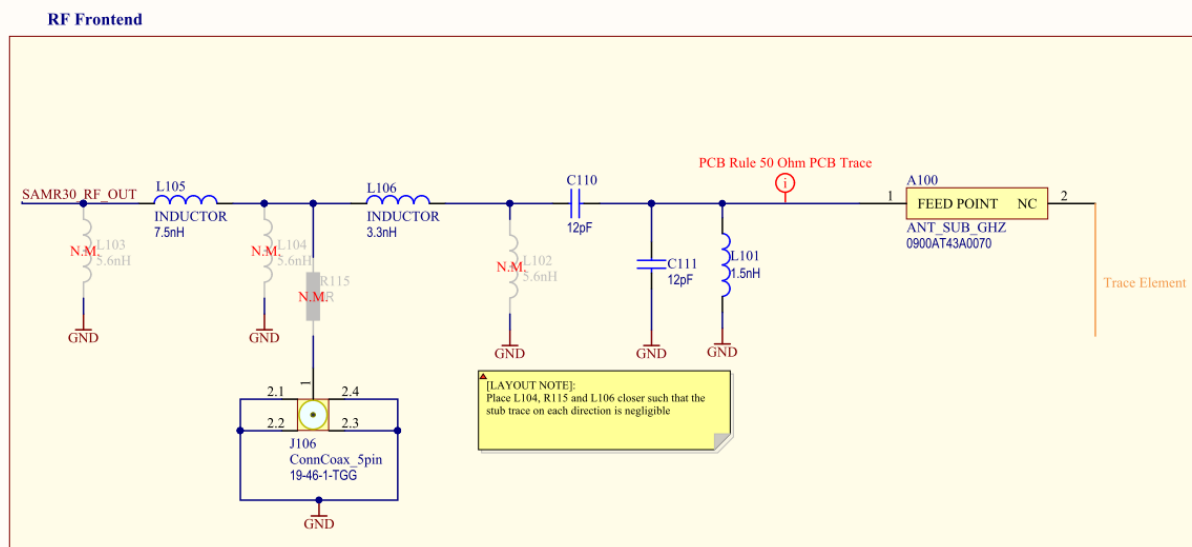 RF Frontend
PCB Rule 50 Ohm PCB Trace
i
SAMR30_RF_OUT
L105
INDUCTOR
7.5nH
L106
INDUCTOR
3.3nH
C110
12pF
A100
1
FEED POINT
NC
2
ANT_SUB_GHZ
0900AT43A0070
L103
N.M.
5.6nH
GND
L104
N.M.
5.6nH
GND
R115
N.M.
L102
N.M.
5.6nH
GND
C111
12pF
GND
L101
1.5nH
GND
Trace Element
1
2.1
2.4
2.2
2.3
J106
ConnCoax_5pin
19-46-1-TGG
GND
[LAYOUT NOTE]:
Place L104, R115 and L106 closer such that the
stub trace on each direction is negligible